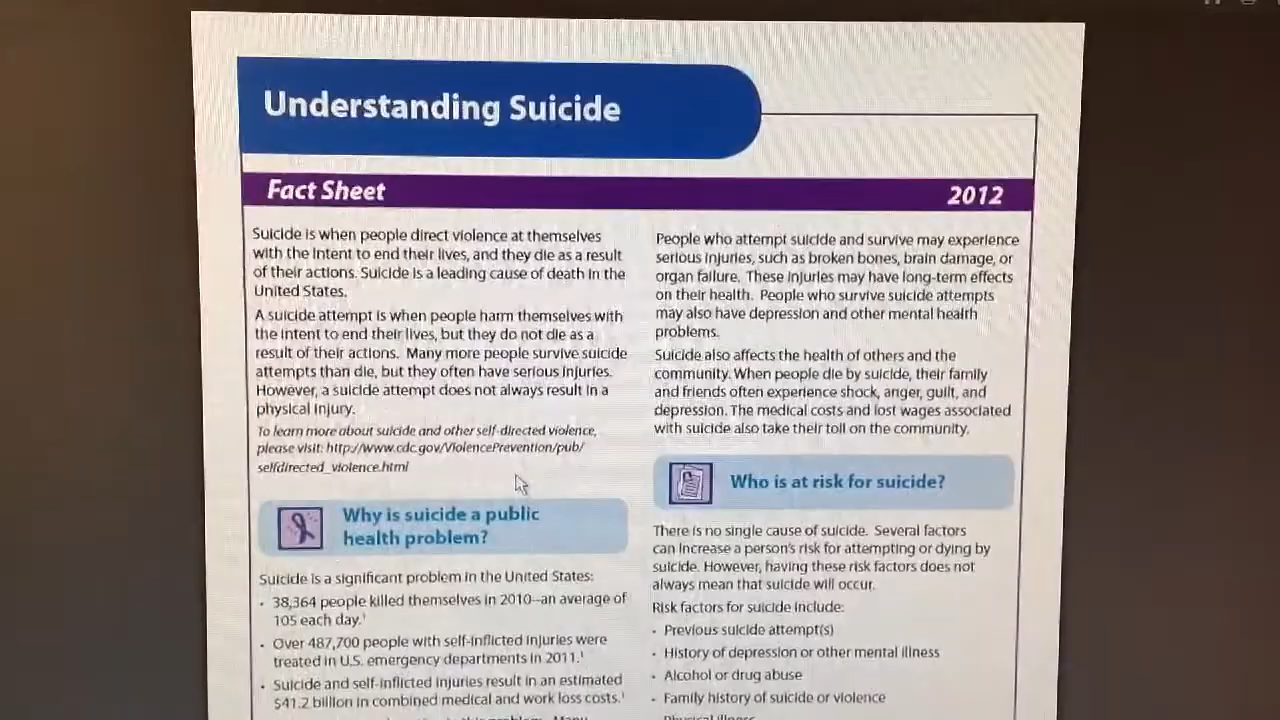 Understanding Suicide
Fact Sheet
2012
Suicide is when people direct violence at themselves
with the intent to end their lives, and they die as a result
of their actions. Suicide is a leading cause of death in the
United States.
A suicide attempt is when people harm themselves with
the intent to end their lives, but they do not die as a
result of their actions. Many more people survive suicide
attempts than die, but they often have serious injuries.
However, a suicide attempt does not always result in a
physical injury.
To learn more about suicide and other self-directed violence,
please visit: http://www.cdc.gov/ViolencePrevention/pub/
selfdirected_violence.html
Why is suicide a public
health problem?
Suicide is a significant problem in the United States:
• 38,364 people killed themselves in 2010–an average of
105 each day.¹
• Over 487,700 people with self-inflicted injuries were
treated in U.S. emergency departments in 2011.¹
• Suicide and self-inflicted injuries result in an estimated
$41.2 billion in combined medical and work loss costs.¹
People who attempt suicide and survive may experience
serious injuries, such as broken bones, brain damage, or
organ failure. These injuries may have long-term effects
on their health. People who survive suicide attempts
may also have depression and other mental health
problems.
Suicide also affects the health of others and the
community. When people die by suicide, their family
and friends often experience shock, anger, guilt, and
depression. The medical costs and lost wages associated
with suicide also take their toll on the community.
Who is at risk for suicide?
There is no single cause of suicide. Several factors
can increase a person's risk for attempting or dying by
suicide. However, having these risk factors does not
always mean that suicide will occur.
Risk factors for suicide include:
• Previous suicide attempt(s)
• History of depression or other mental illness
• Alcohol or drug abuse
• Family history of suicide or violence